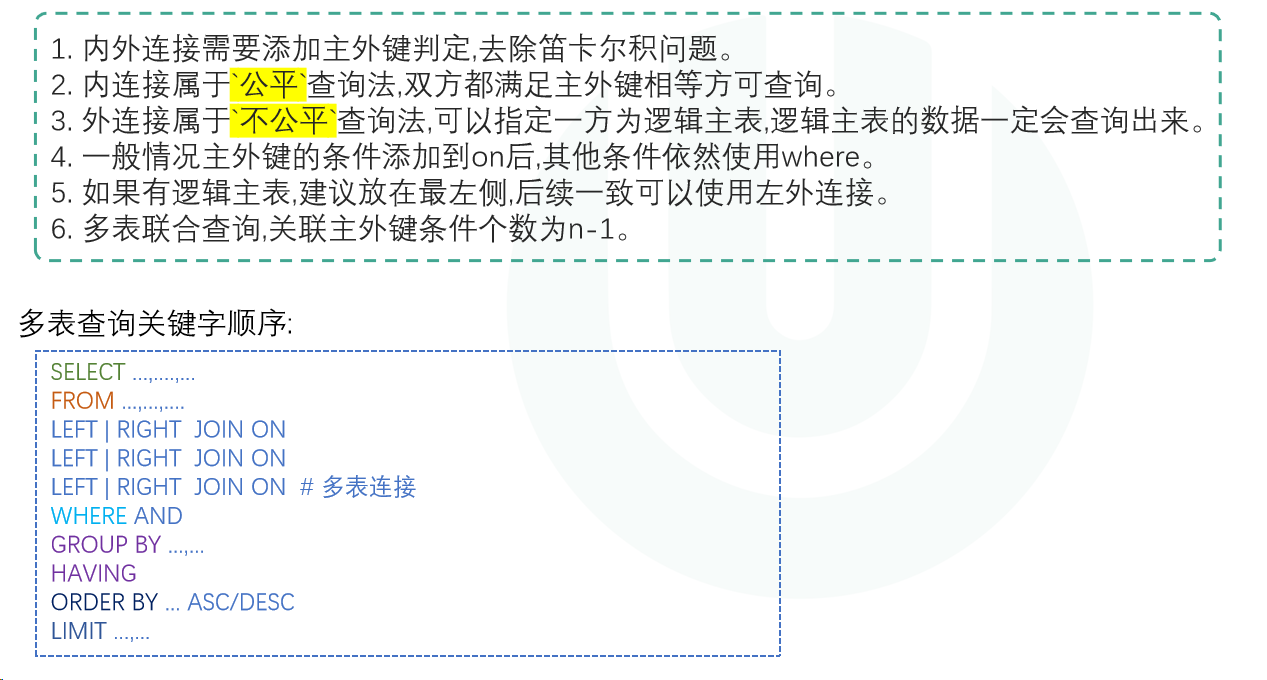 1. 内外连接需要添加主外键判定,去除笛卡尔积问题。
2. 内连接属于`公平`查询法,双方都满足主外键相等方可查询。
3. 外连接属于`不公平`查询法,可以指定一方为逻辑主表,逻辑主表的数据一定会查询出来。
4. 一般情况主外键的条件添加到on后,其他条件依然使用where。
5. 如果有逻辑主表,建议放在最左侧,后续一致可以使用左外连接。
6. 多表联合查询,关联主外键条件个数为n-1。
多表查询关键字顺序:
SELECT ...,....,...
FROM ...,...,....
LEFT | RIGHT JOIN ON
LEFT | RIGHT JOIN ON
LEFT | RIGHT JOIN ON # 多表连接
WHERE AND
GROUP BY ...,...
HAVING
ORDER BY ... ASC/DESC
LIMIT ...,...